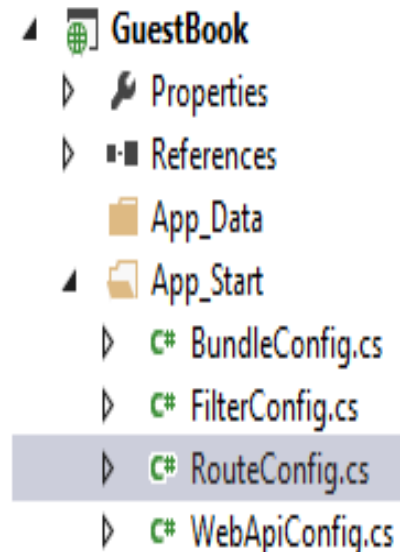 GuestBook
Properties
References
App_Data
App_Start
C# BundleConfig.cs
C# FilterConfig.cs
C# RouteConfig.cs
C# WebApiConfig.cs